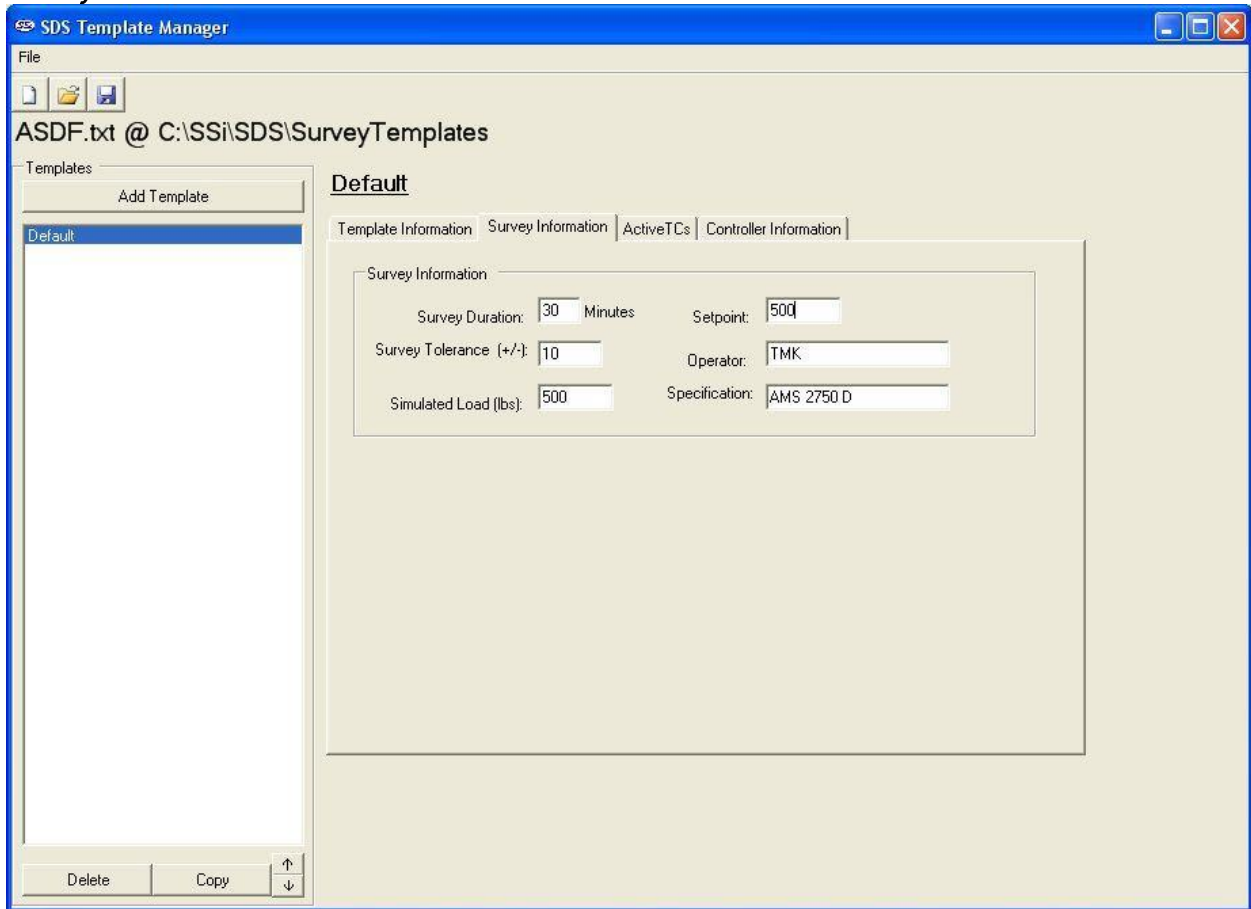 SDS Template Manager
File
ASDF.txt @ C:\SSi\SDS\SurveyTemplates
Templates
Add Template
Default
Delete
Copy
Default
Template Information
Survey Information
ActiveTCs
Controller Information
Survey Information
Survey Duration: 30 Minutes
Setpoint: 500
Survey Tolerance (+/-): 10
Operator: TMK
Simulated Load (lbs): 500
Specification: AMS 2750 D